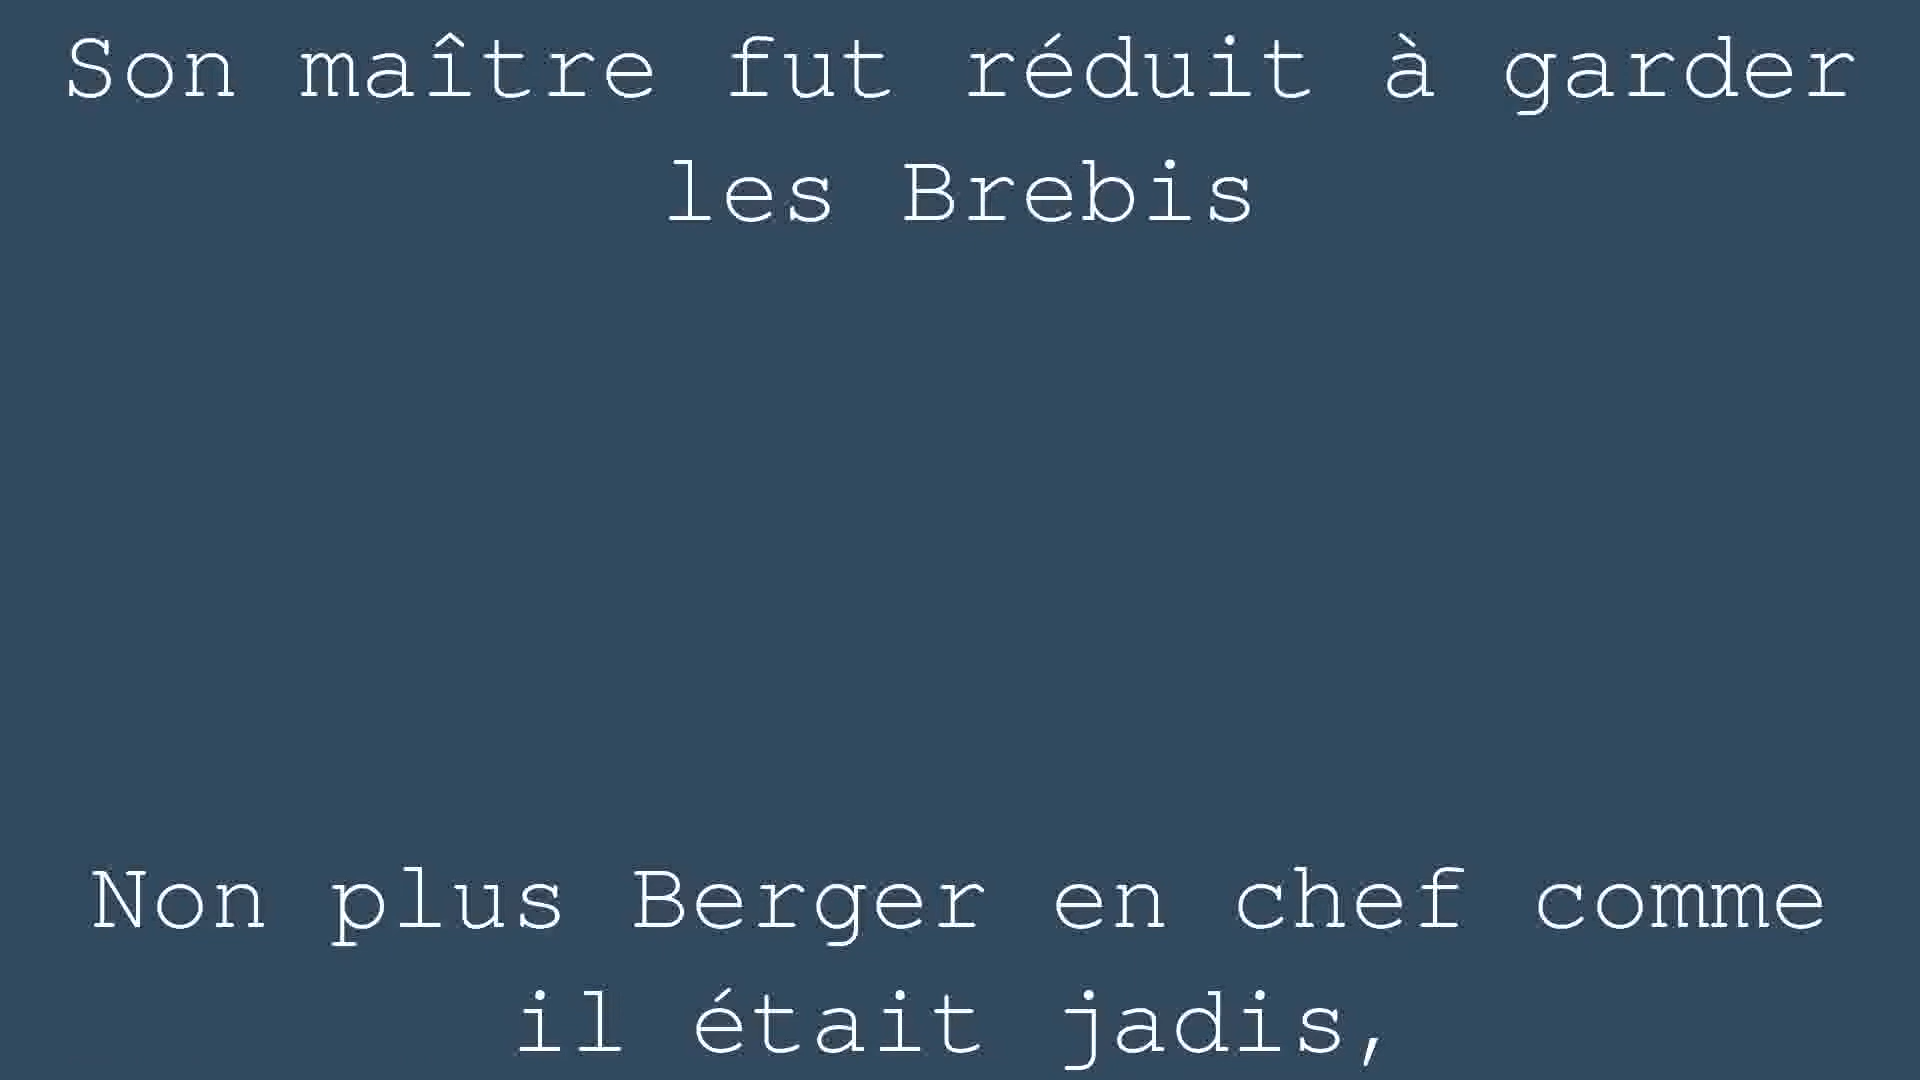 Son maître fut réduit à garder
les Brebis
Non plus Berger en chef comme
il était jadis,